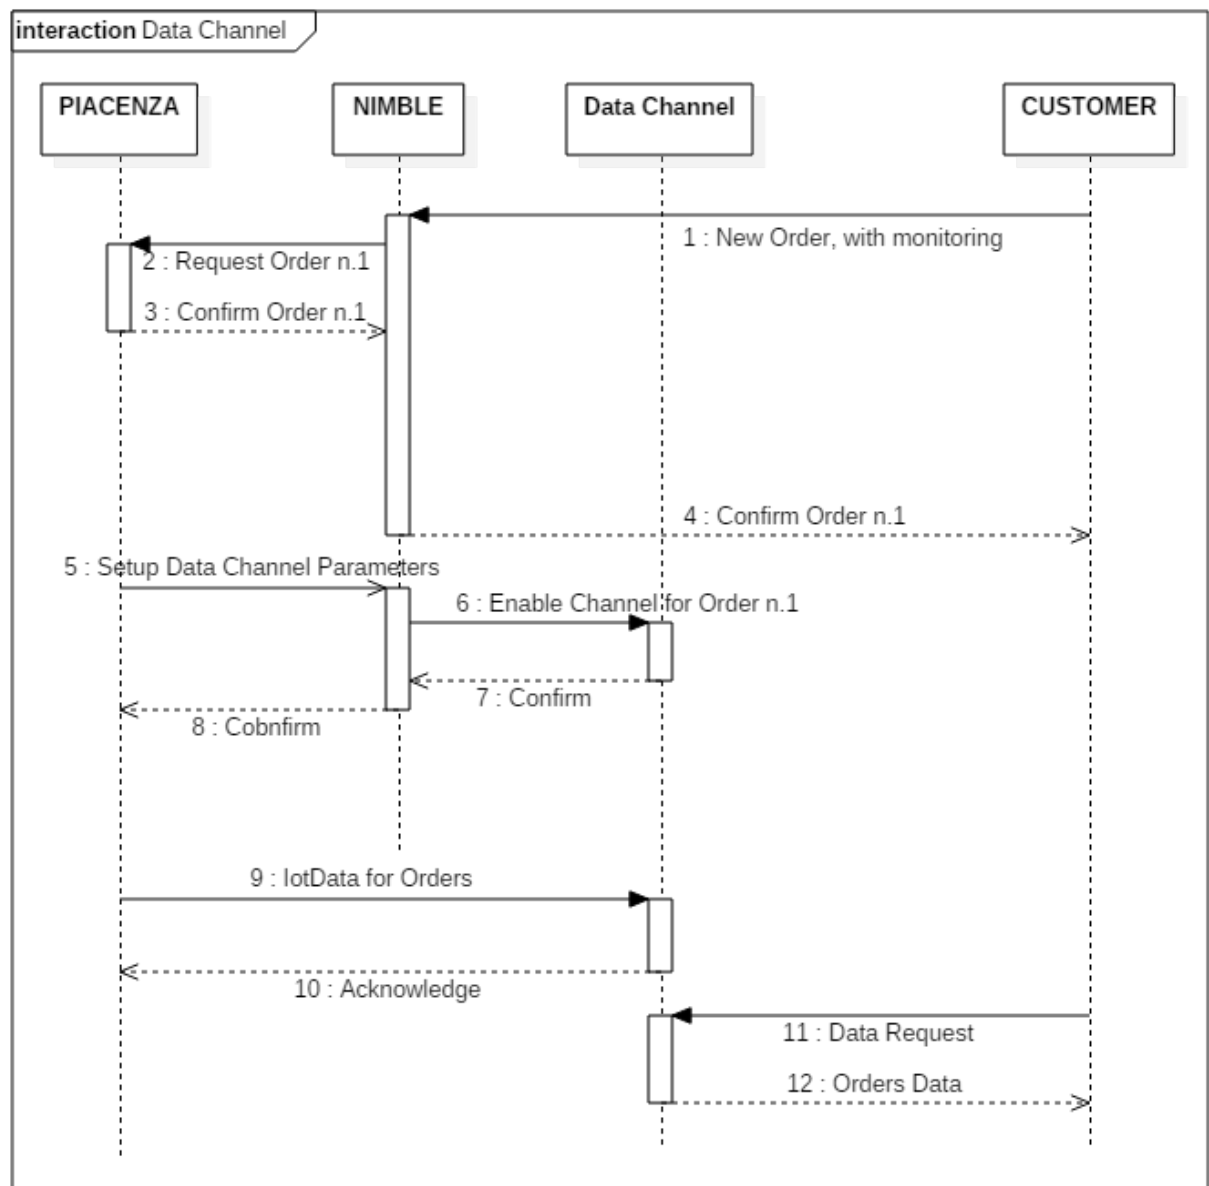 interaction Data Channel
PIACENZA
NIMBLE
Data Channel
CUSTOMER
1 : New Order, with monitoring
2 : Request Order n.1
3 : Confirm Order n.1
4 : Confirm Order n.1
5 : Setup Data Channel Parameters
6 : Enable Channel for Order n.1
7 : Confirm
8 : Cobnfirm
9 : IotData for Orders
10 : Acknowledge
11 : Data Request
12 : Orders Data